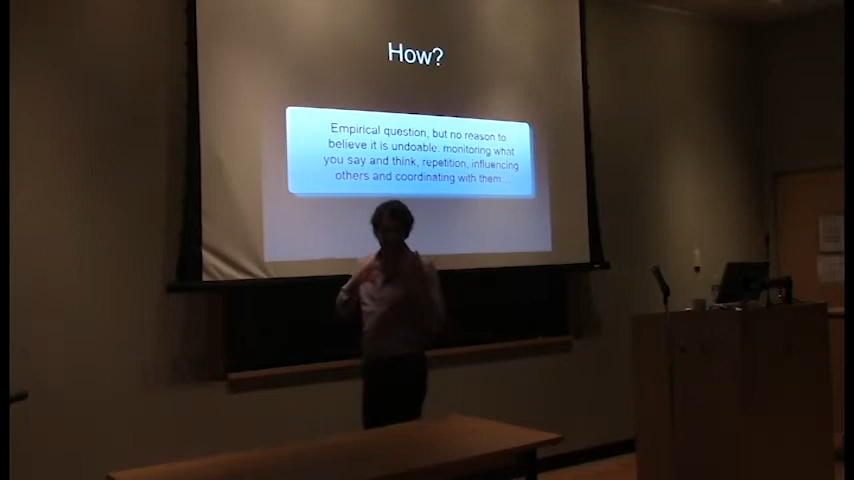 How?
Empirical question, but no reason to
believe it is undoable: monitoring what
you say and think, repetition, influencing
others and coordinating with them...